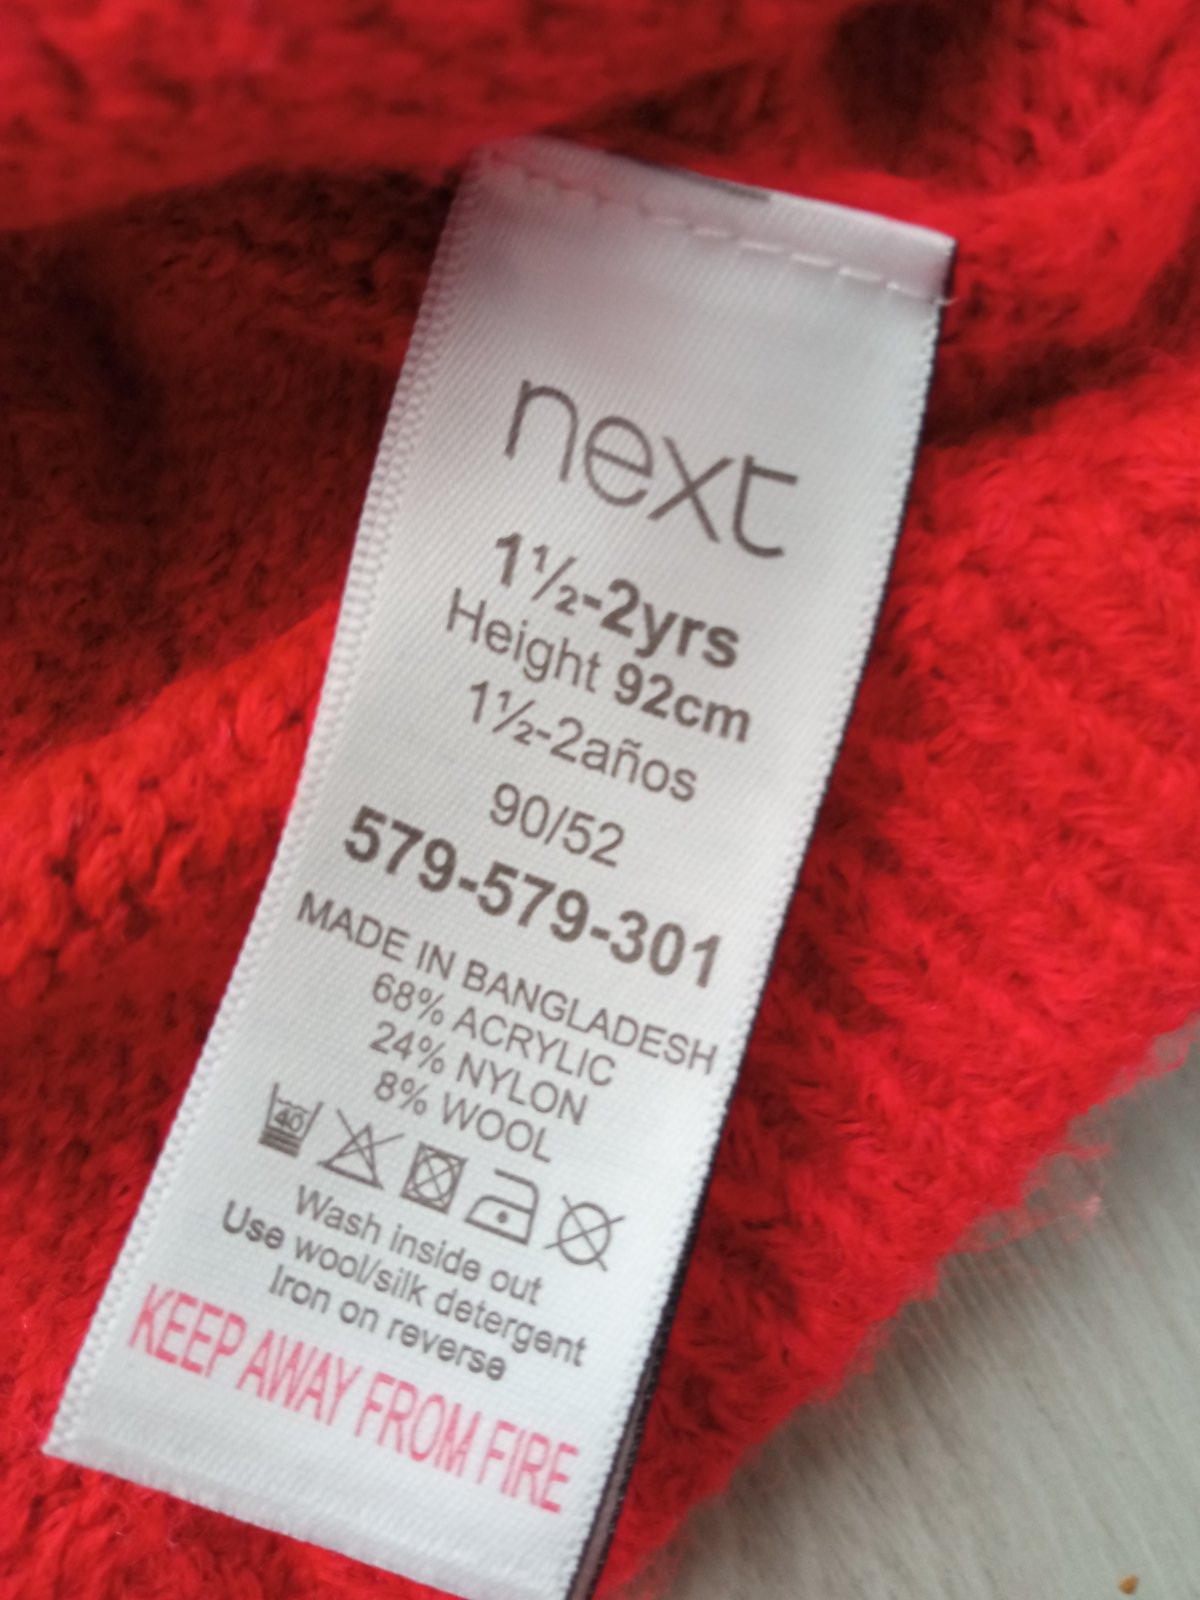 next
1½-2yrs
Height 92cm
1½-2años
90/52
579-579-301
MADE IN BANGLADESH
68% ACRYLIC
24% NYLON
8% WOOL
40
Wash inside out
Use wool/silk detergent
Iron on reverse
KEEP AWAY FROM FIRE